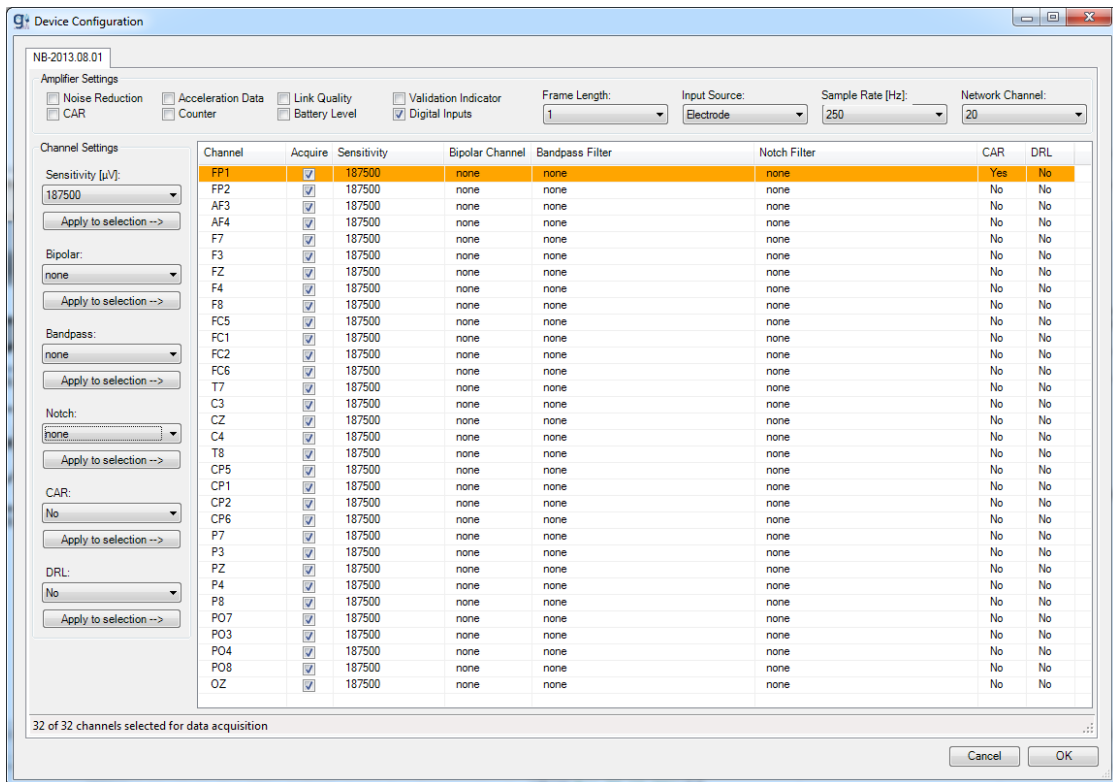 g. Device Configuration
NB-2013.08.01
Amplifier Settings
Noise Reduction Acceleration Data Link Quality Validation Indicator Frame Length: Input Source: Sample Rate [Hz]: Network Channel:
CAR Counter Battery Level Digital Inputs 1 Electrode 250 20
Channel Settings
Sensitivity [µV]:
187500
Apply to selection -->
Bipolar:
none
Apply to selection -->
Bandpass:
none
Apply to selection -->
Notch:
none
Apply to selection -->
CAR:
No
Apply to selection -->
DRL:
No
Apply to selection -->
Channel Acquire Sensitivity Bipolar Channel Bandpass Filter Notch Filter CAR DRL
FP1 187500 none none none Yes No
FP2 187500 none none none No No
AF3 187500 none none none No No
AF4 187500 none none none No No
F7 187500 none none none No No
F3 187500 none none none No No
FZ 187500 none none none No No
F4 187500 none none none No No
F8 187500 none none none No No
FC5 187500 none none none No No
FC1 187500 none none none No No
FC2 187500 none none none No No
FC6 187500 none none none No No
T7 187500 none none none No No
C3 187500 none none none No No
CZ 187500 none none none No No
C4 187500 none none none No No
T8 187500 none none none No No
CP5 187500 none none none No No
CP1 187500 none none none No No
CP2 187500 none none none No No
CP6 187500 none none none No No
P7 187500 none none none No No
P3 187500 none none none No No
PZ 187500 none none none No No
P4 187500 none none none No No
P8 187500 none none none No No
PO7 187500 none none none No No
PO3 187500 none none none No No
PO4 187500 none none none No No
PO8 187500 none none none No No
OZ 187500 none none none No No
32 of 32 channels selected for data acquisition
Cancel OK